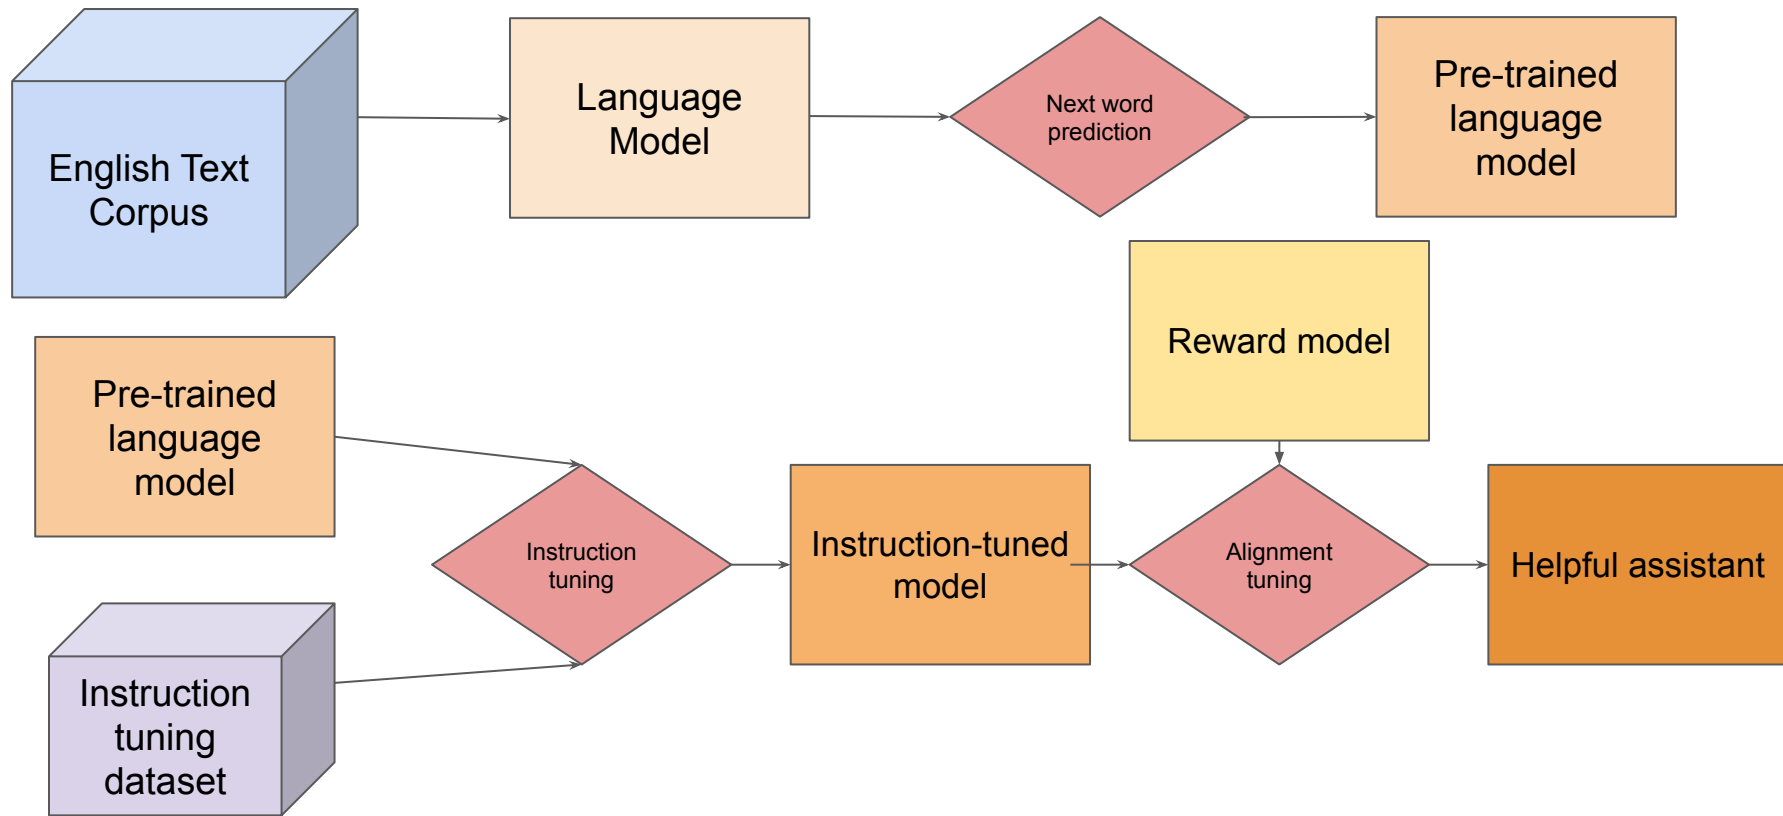 English Text
Corpus
Language
Model
Next word
prediction
Pre-trained
language
model
Reward model
Pre-trained
language
model
Instruction
tuning
dataset
Instruction
tuning
Instruction-tuned
model
Alignment
tuning
Helpful assistant